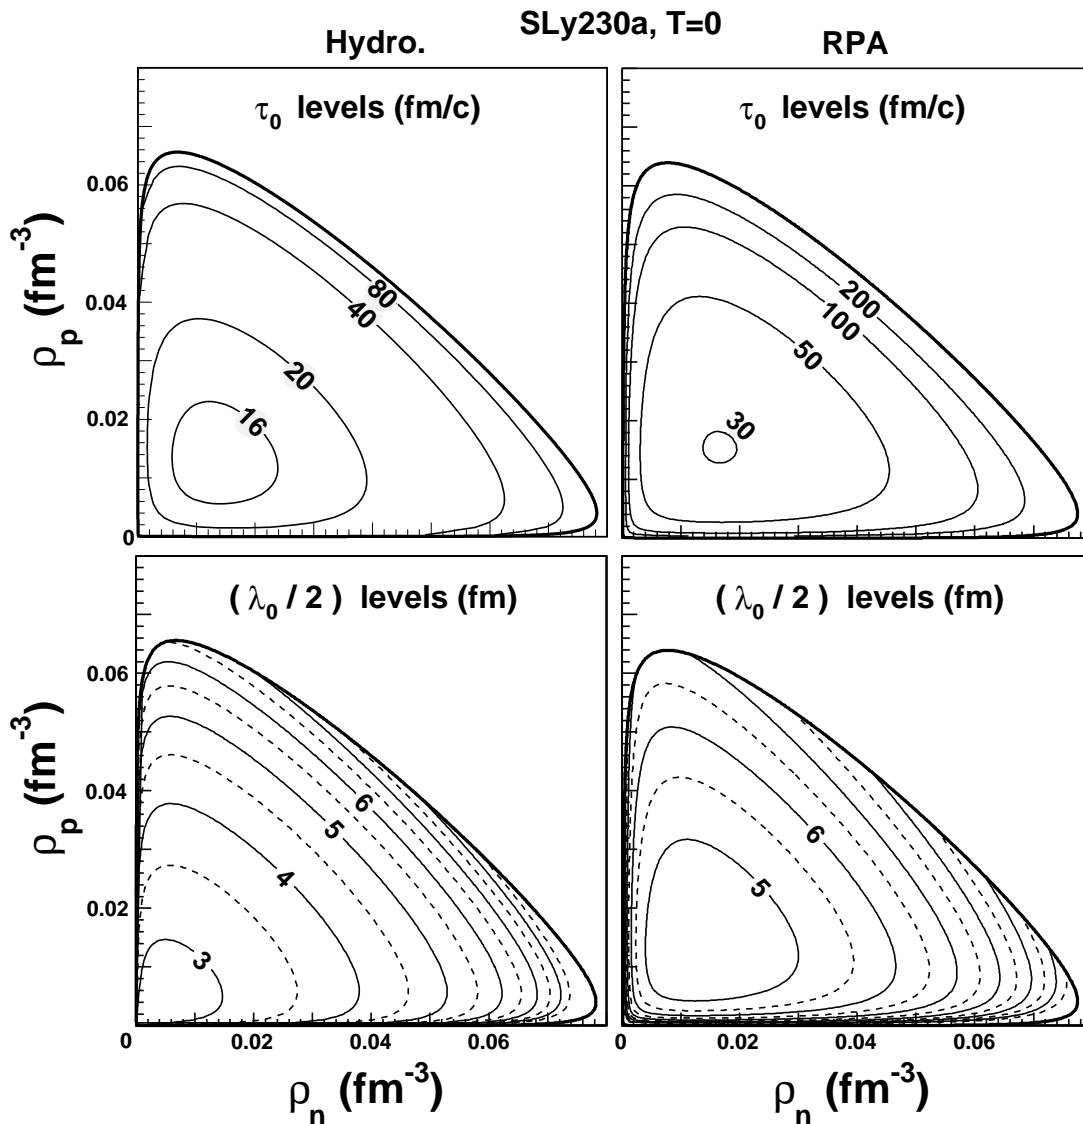 SLy230a, T=0
Hydro. RPA
τ₀ levels (fm/c) τ₀ levels (fm/c)
0.06
80 200
0.04 40 100
ρp (fm⁻³)
20 50
0.02 16 30
0
( λ₀ / 2 ) levels (fm) ( λ₀ / 2 ) levels (fm)
0.06
0.04 6
5 6
ρp (fm⁻³)
4 5
0.02
3
0 0.02 0.04 0.06 0 0.02 0.04 0.06
ρn (fm⁻³) ρn (fm⁻³)